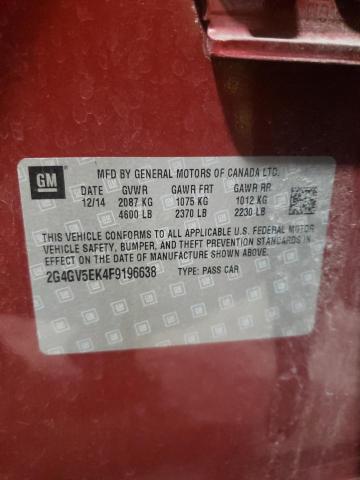 GM
MFD BY GENERAL MOTORS OF CANADA LTD.
DATE GVWR GAWR FRT GAWR RR
12/14 2087 KG 1075 KG 1012 KG
4600 LB 2370 LB 2230 LB
THIS VEHICLE CONFORMS TO ALL APPLICABLE U.S. FEDERAL MOTOR
VEHICLE SAFETY, BUMPER, AND THEFT PREVENTION STANDARDS IN
EFFECT ON THE DATE OF MANUFACTURE SHOWN ABOVE.
2G4GV5EK4F9196638 TYPE: PASS CAR